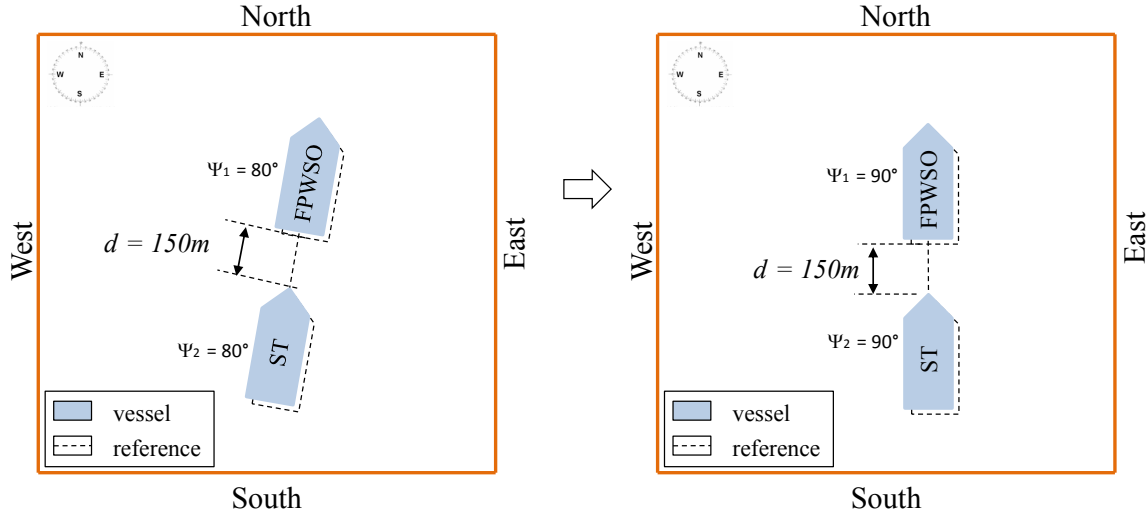 North
N
W E
S
Ψ1 = 80°
FPWSO
d = 150m
Ψ2 = 80°
ST
West
East
vessel
reference
South
North
N
W E
S
Ψ1 = 90°
FPWSO
d = 150m
Ψ2 = 90°
ST
West
East
vessel
reference
South